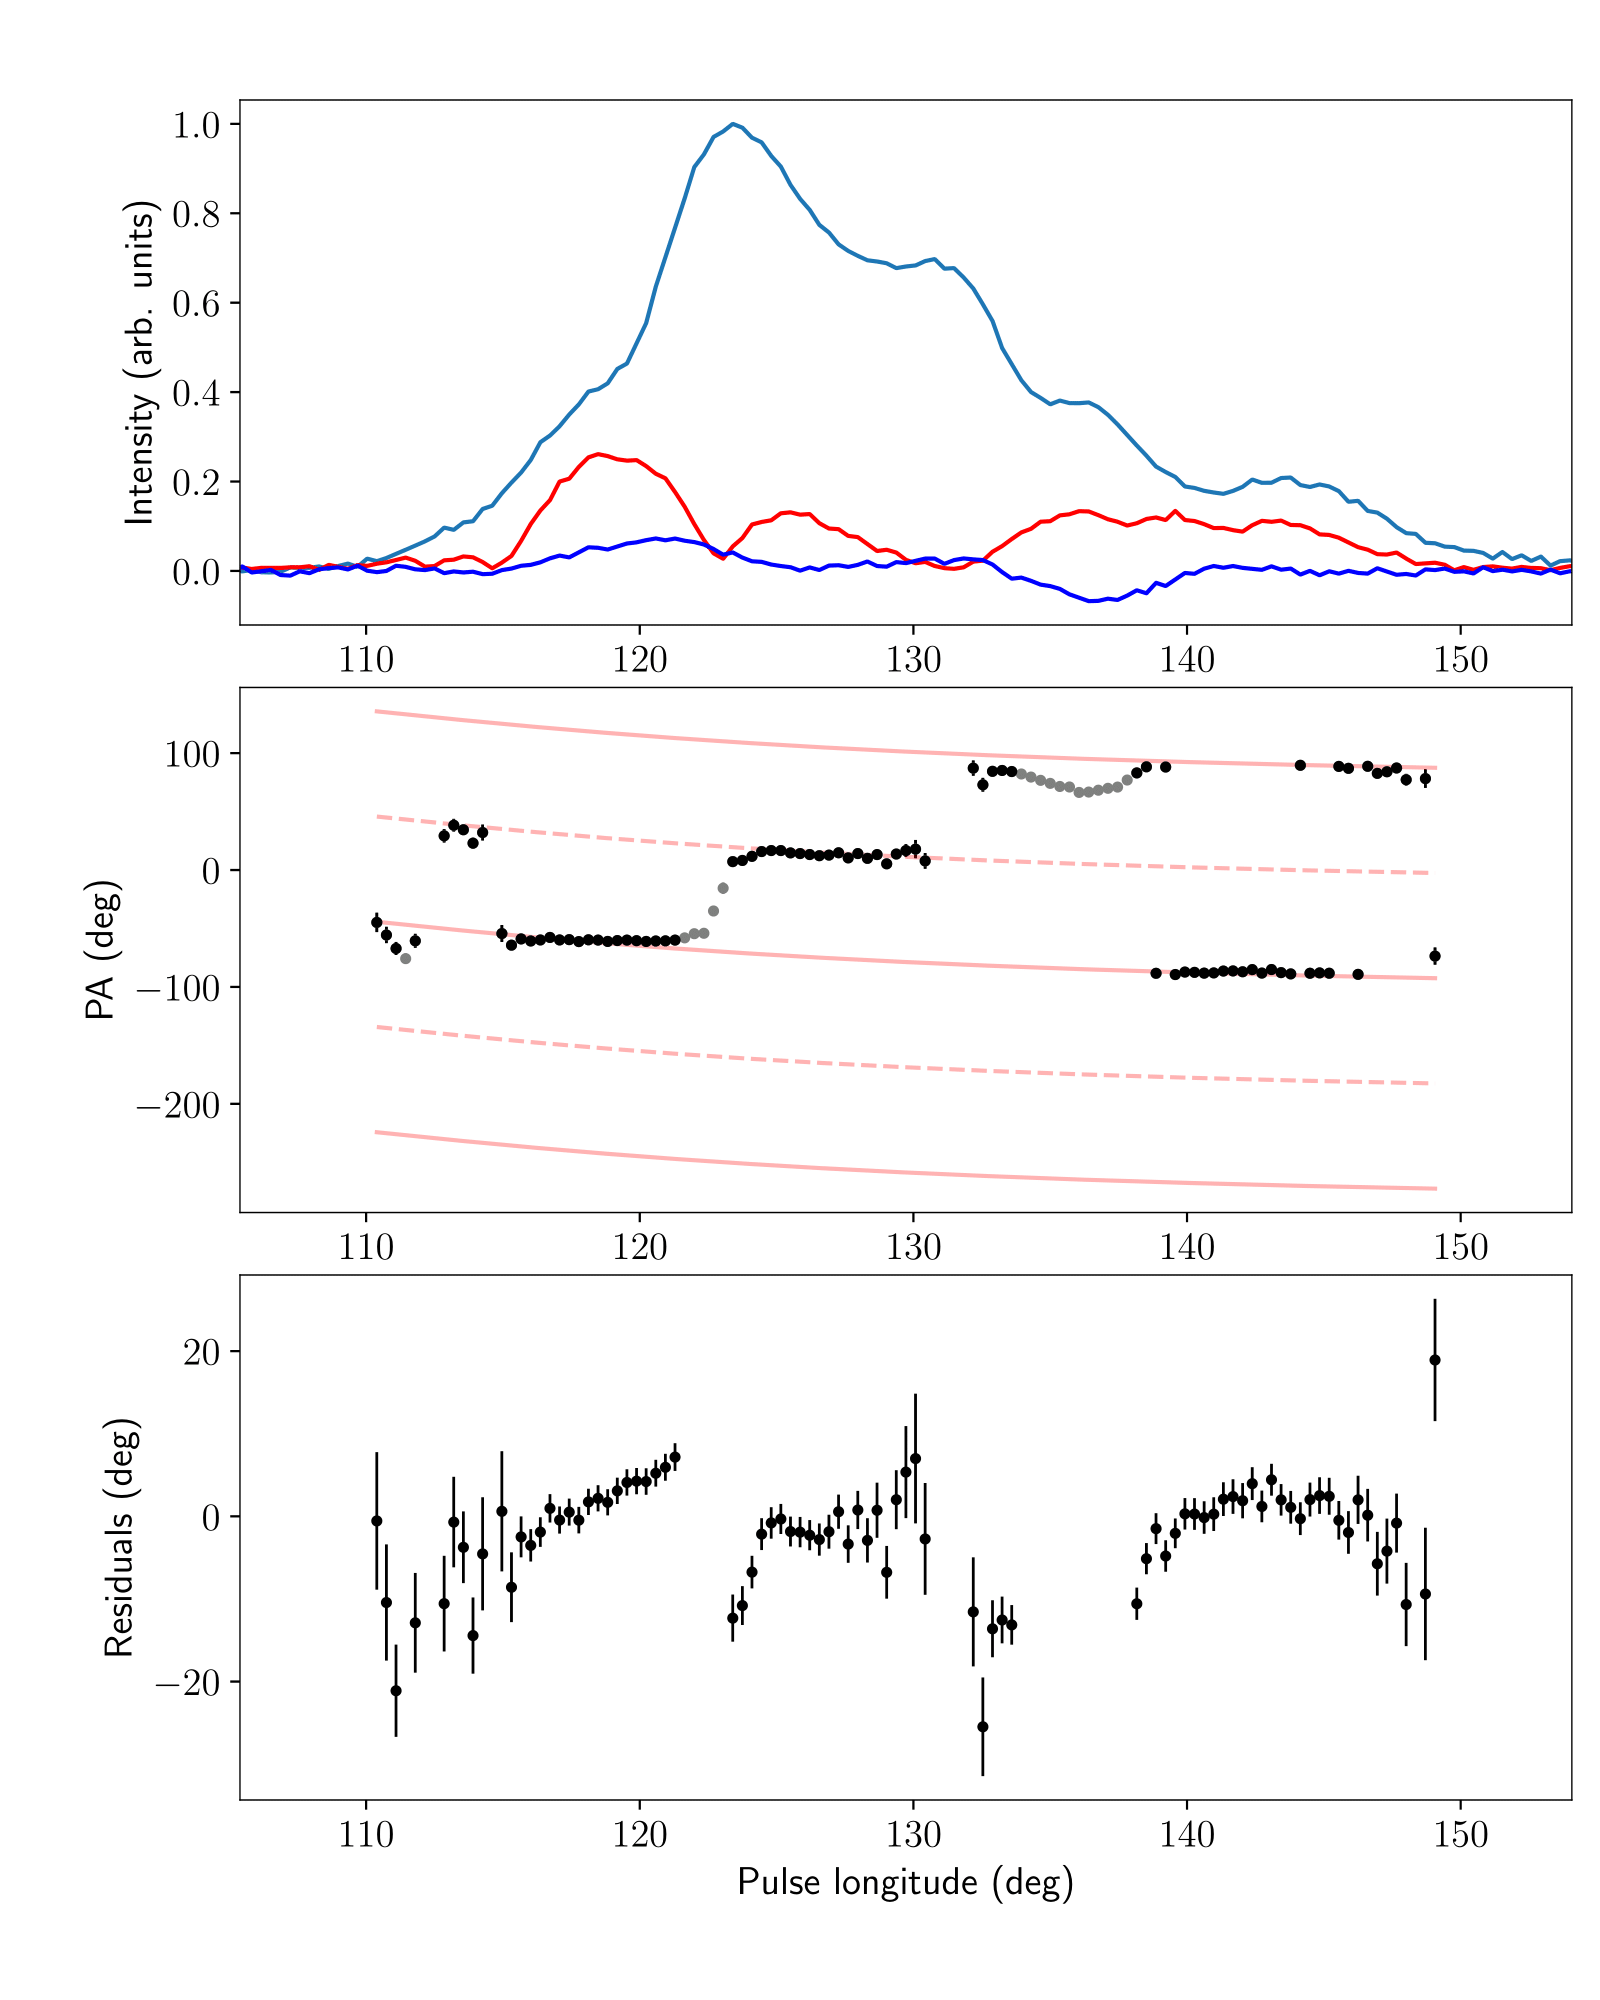 1.0
0.8
0.6
0.4
0.2
0.0
Intensity (arb. units)
110 120 130 140 150
100
0
−100
−200
PA (deg)
110 120 130 140 150
20
0
−20
Residuals (deg)
110 120 130 140 150
Pulse longitude (deg)